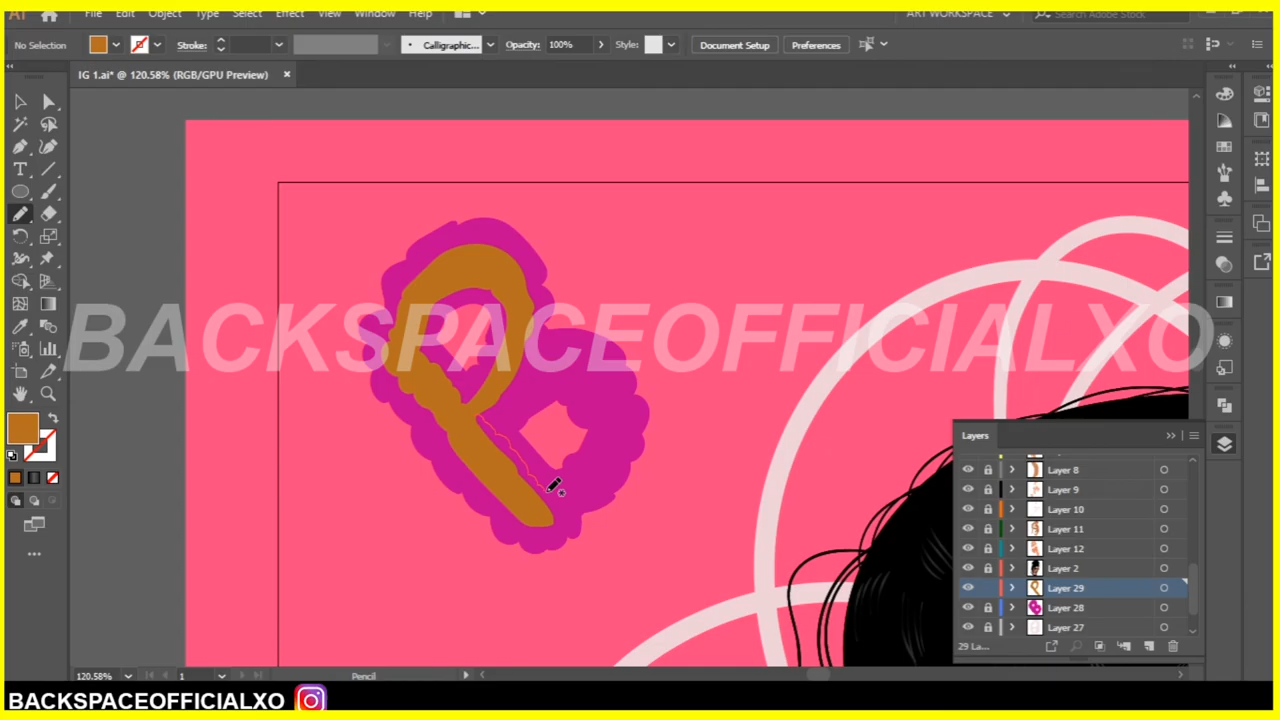 Ai File Edit Object Type Select Effect View Window Help ART WORKSPACE Search Adobe Stock
No Selection Stroke: Calligraphic... Opacity: 100% Style: Document Setup Preferences
IG 1.ai* @ 120.58% (RGB/GPU Preview)
BACKSPACEOFFICIALXO
Layers
Layer 8
Layer 9
Layer 10
Layer 11
Layer 12
Layer 2
Layer 29
Layer 28
Layer 27
29 La...
120.58% 1 Pencil
BACKSPACEOFFICIALXO